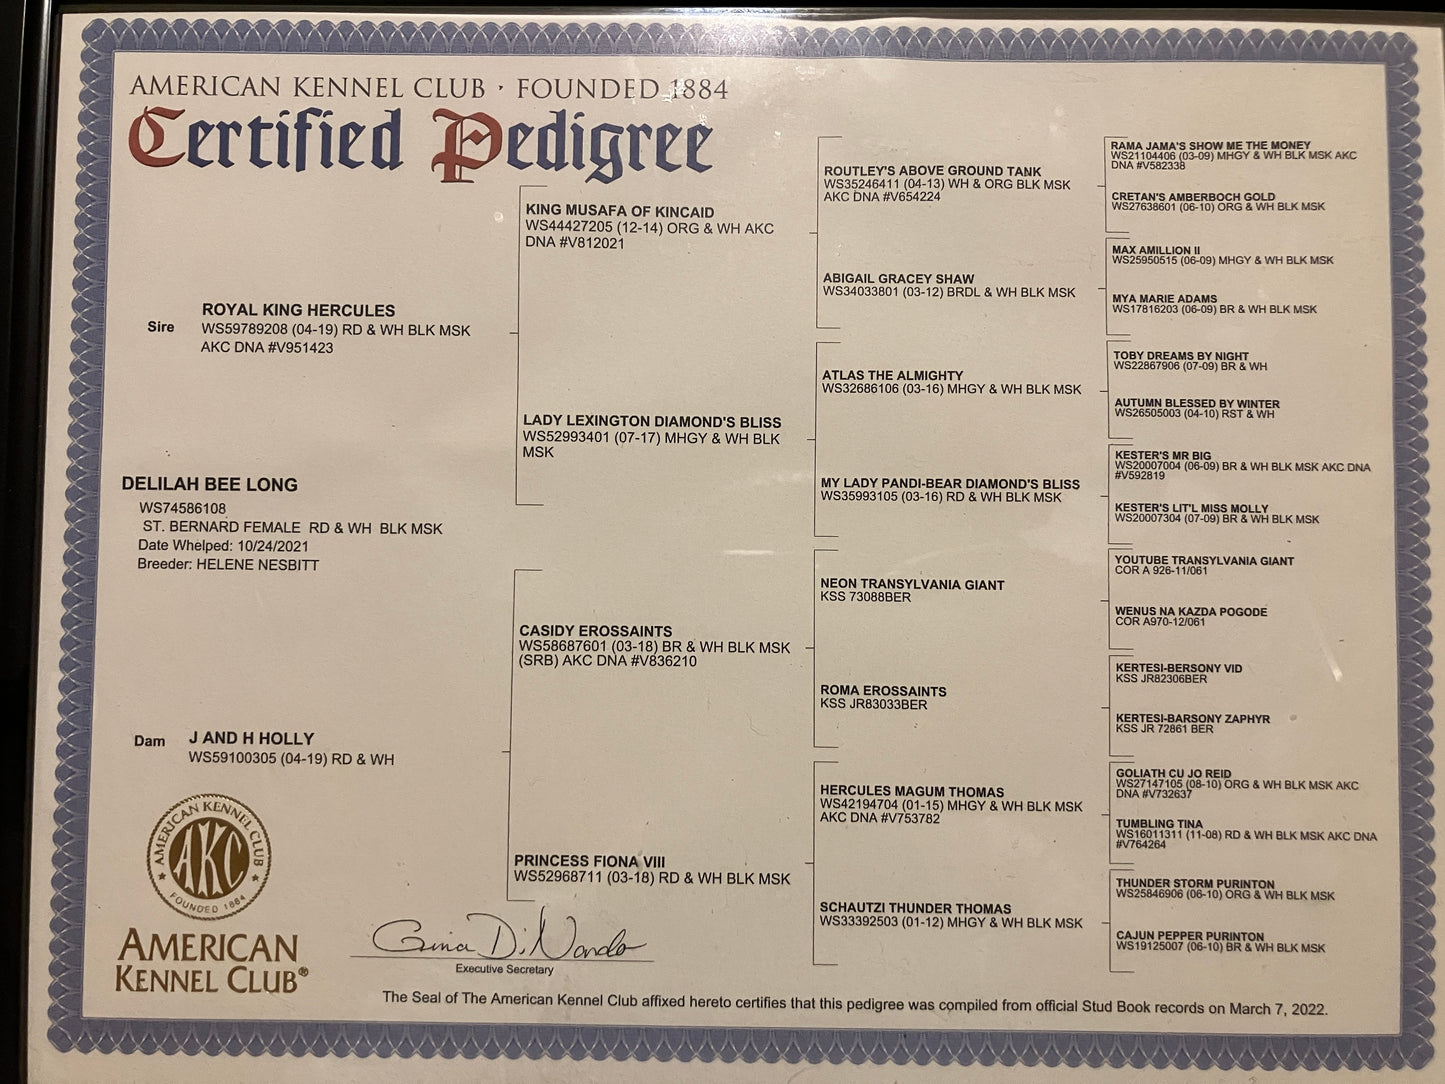 AMERICAN KENNEL CLUB · FOUNDED 1884
Certified Pedigree
Sire
ROYAL KING HERCULES
WS59789208 (04-19) RD & WH BLK MSK
AKC DNA #V951423
DELILAH BEE LONG
WS74586108
ST. BERNARD FEMALE RD & WH BLK MSK
Date Whelped: 10/24/2021
Breeder: HELENE NESBITT
Dam
J AND H HOLLY
WS59100305 (04-19) RD & WH
KING MUSAFA OF KINCAID
WS44427205 (12-14) ORG & WH AKC
DNA #V812021
LADY LEXINGTON DIAMOND'S BLISS
WS52993401 (07-17) MHGY & WH BLK
MSK
CASIDY EROSSAINTS
WS58687601 (03-18) BR & WH BLK MSK
(SRB) AKC DNA #V836210
PRINCESS FIONA VIII
WS52968711 (03-18) RD & WH BLK MSK
ROUTLEY'S ABOVE GROUND TANK
WS35246411 (04-13) WH & ORG BLK MSK
AKC DNA #V654224
ABIGAIL GRACEY SHAW
WS34033801 (03-12) BRDL & WH BLK MSK
ATLAS THE ALMIGHTY
WS32686106 (03-16) MHGY & WH BLK MSK
MY LADY PANDI-BEAR DIAMOND'S BLISS
WS35993105 (03-16) RD & WH BLK MSK
NEON TRANSYLVANIA GIANT
KSS 73088BER
ROMA EROSSAINTS
KSS JR83033BER
HERCULES MAGUM THOMAS
WS42194704 (01-15) MHGY & WH BLK MSK
AKC DNA #V753782
SCHAUTZI THUNDER THOMAS
WS33392503 (01-12) MHGY & WH BLK MSK
RAMA JAMA'S SHOW ME THE MONEY
WS21104406 (03-09) MHGY & WH BLK MSK AKC
DNA #V582338
CRETAN'S AMBERBOCH GOLD
WS27638601 (06-10) ORG & WH BLK MSK
MAX AMILLION II
WS25950515 (06-09) MHGY & WH BLK MSK
MYA MARIE ADAMS
WS17816203 (06-09) BR & WH BLK MSK
TOBY DREAMS BY NIGHT
WS22867906 (07-09) BR & WH
AUTUMN BLESSED BY WINTER
WS26505003 (04-10) RST & WH
KESTER'S MR BIG
WS20007004 (06-09) BR & WH BLK MSK AKC DNA
#V592819
KESTER'S LIT'L MISS MOLLY
WS20007304 (07-09) BR & WH BLK MSK
YOUTUBE TRANSYLVANIA GIANT
COR A 926-11/061
WENUS NA KAZDA POGODE
COR A970-12/061
KERTESI-BERSONY VID
KSS JR82306BER
KERTESI-BARSONY ZAPHYR
KSS JR 72861 BER
GOLIATH CU JO REID
WS27147105 (08-10) ORG & WH BLK MSK AKC
DNA #V732637
TUMBLING TINA
WS16011311 (11-08) RD & WH BLK MSK AKC DNA
#V764264
THUNDER STORM PURINTON
WS25846906 (06-10) ORG & WH BLK MSK
CAJUN PEPPER PURINTON
WS19125007 (06-10) BR & WH BLK MSK
AMERICAN KENNEL CLUB
AKC
FOUNDED 1884
AMERICAN
KENNEL CLUB®
Gina DiNardo
Executive Secretary
The Seal of The American Kennel Club affixed hereto certifies that this pedigree was compiled from official Stud Book records on March 7, 2022.